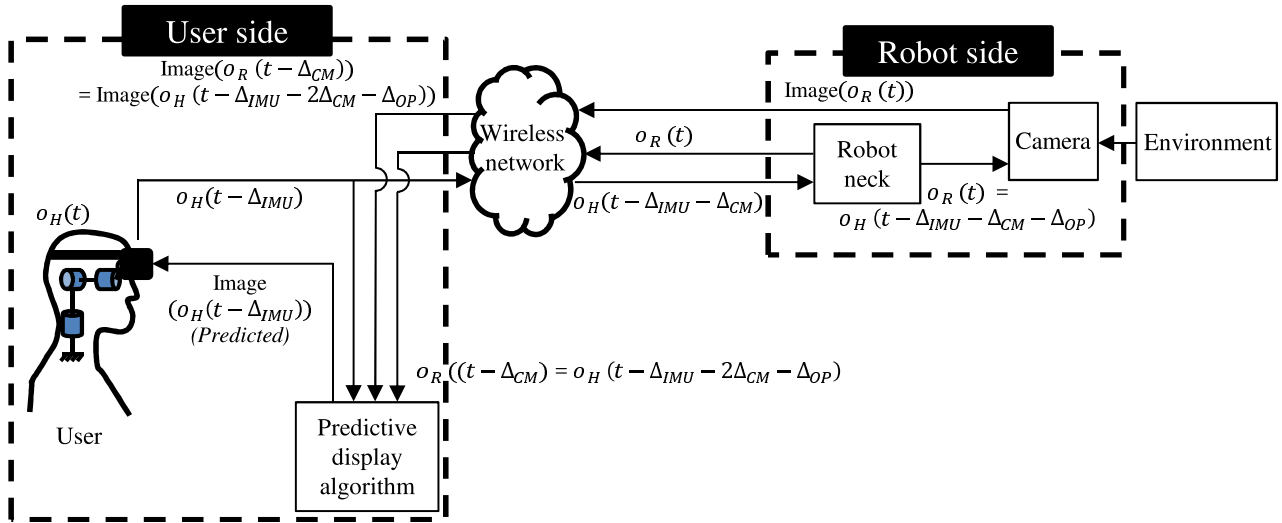 User side
Image(o_R (t − Δ_CM))
= Image(o_H (t − Δ_IMU − 2Δ_CM − Δ_OP))
o_H(t)
o_H(t − Δ_IMU)
Image
(o_H(t − Δ_IMU))
(Predicted)
User
Predictive
display
algorithm
o_R ((t − Δ_CM) = o_H (t − Δ_IMU − 2Δ_CM − Δ_OP)
Wireless
network
Robot side
Image(o_R (t))
o_R (t)
o_H(t − Δ_IMU − Δ_CM)
Robot
neck
o_R (t) =
o_H (t − Δ_IMU − Δ_CM − Δ_OP)
Camera
Environment